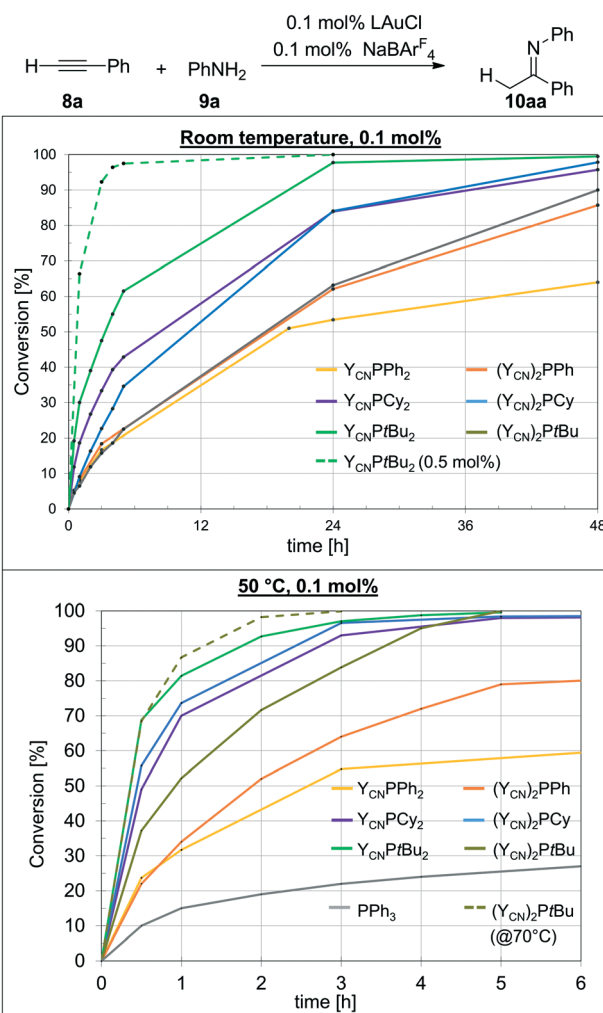 0.1 mol% LAuCl
0.1 mol% NaBArF4
H Ph + PhNH2 N Ph H Ph
8a 9a 10aa
Room temperature, 0.1 mol%
Conversion [%]
100
90
80
70
60
50
40
30
20
10
0
YCNPPh2 (YCN)2PPh
YCNPCy2 (YCN)2PCy
YCNPtBu2 (YCN)2PtBu
YCNPtBu2 (0.5 mol%)
0 12 24 36 48
time [h]
50 °C, 0.1 mol%
Conversion [%]
100
90
80
70
60
50
40
30
20
10
0
YCNPPh2 (YCN)2PPh
YCNPCy2 (YCN)2PCy
YCNPtBu2 (YCN)2PtBu
PPh3 (YCN)2PtBu
(@70°C)
0 1 2 3 4 5 6
time [h]